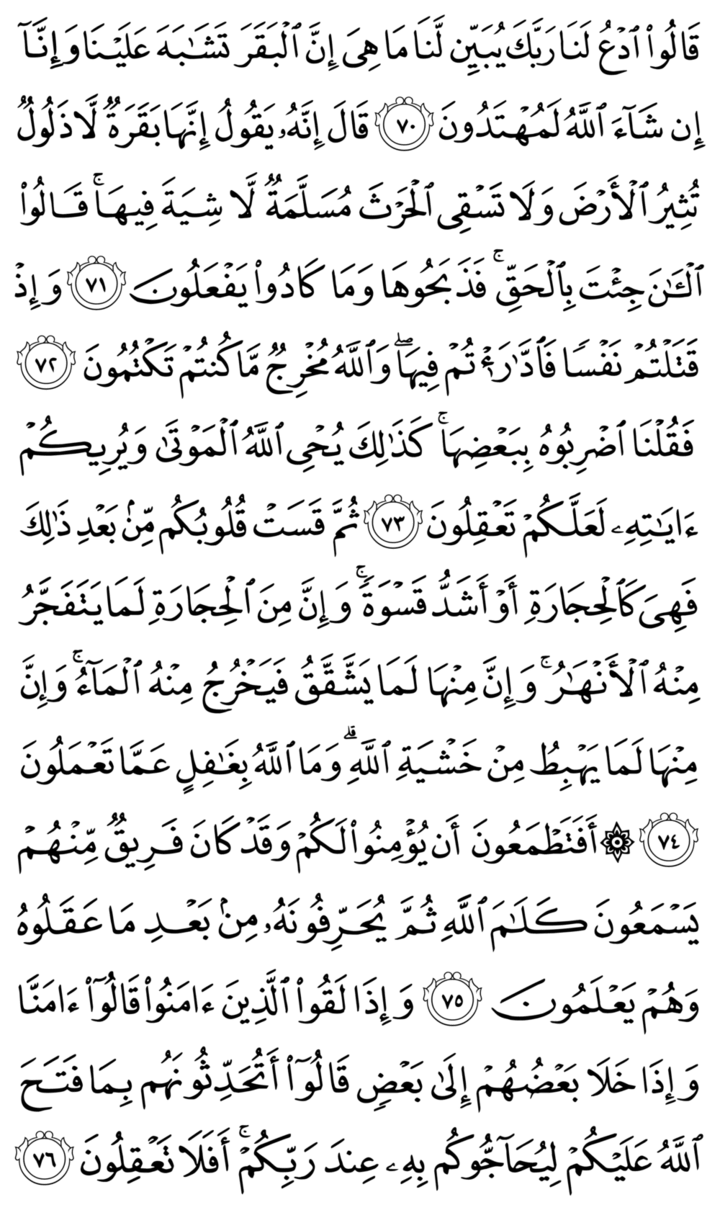 قَالُوا۟ ٱدْعُ لَنَا رَبَّكَ يُبَيِّن لَّنَا مَا هِىَ إِنَّ ٱلْبَقَرَ تَشَـٰبَهَ عَلَيْنَا وَإِنَّآ
إِن شَآءَ ٱللَّهُ لَمُهْتَدُونَ ٧٠ قَالَ إِنَّهُۥ يَقُولُ إِنَّهَا بَقَرَةٌ لَّا ذَلُولٌ
تُثِيرُ ٱلْأَرْضَ وَلَا تَسْقِى ٱلْحَرْثَ مُسَلَّمَةٌ لَّا شِيَةَ فِيهَا ۚ قَالُوا۟
ٱلْـَٔـٰنَ جِئْتَ بِٱلْحَقِّ ۚ فَذَبَحُوهَا وَمَا كَادُوا۟ يَفْعَلُونَ ٧١ وَإِذْ
قَتَلْتُمْ نَفْسًا فَٱدَّٰرَْٰٔتُمْ فِيهَا ۖ وَٱللَّهُ مُخْرِجٌ مَّا كُنتُمْ تَكْتُمُونَ ٧٢
فَقُلْنَا ٱضْرِبُوهُ بِبَعْضِهَا ۚ كَذَٰلِكَ يُحْىِ ٱللَّهُ ٱلْمَوْتَىٰ وَيُرِيكُمْ
ءَايَـٰتِهِۦ لَعَلَّكُمْ تَعْقِلُونَ ٧٣ ثُمَّ قَسَتْ قُلُوبُكُم مِّنۢ بَعْدِ ذَٰلِكَ
فَهِىَ كَٱلْحِجَارَةِ أَوْ أَشَدُّ قَسْوَةً ۚ وَإِنَّ مِنَ ٱلْحِجَارَةِ لَمَا يَتَفَجَّرُ
مِنْهُ ٱلْأَنْهَـٰرُ ۚ وَإِنَّ مِنْهَا لَمَا يَشَّقَّقُ فَيَخْرُجُ مِنْهُ ٱلْمَآءُ ۚ وَإِنَّ
مِنْهَا لَمَا يَهْبِطُ مِنْ خَشْيَةِ ٱللَّهِ ۗ وَمَا ٱللَّهُ بِغَـٰفِلٍ عَمَّا تَعْمَلُونَ
٧٤ ۞ أَفَتَطْمَعُونَ أَن يُؤْمِنُوا۟ لَكُمْ وَقَدْ كَانَ فَرِيقٌ مِّنْهُمْ
يَسْمَعُونَ كَلَـٰمَ ٱللَّهِ ثُمَّ يُحَرِّفُونَهُۥ مِنۢ بَعْدِ مَا عَقَلُوهُ
وَهُمْ يَعْلَمُونَ ٧٥ وَإِذَا لَقُوا۟ ٱلَّذِينَ ءَامَنُوا۟ قَالُوٓا۟ ءَامَنَّا
وَإِذَا خَلَا بَعْضُهُمْ إِلَىٰ بَعْضٍ قَالُوٓا۟ أَتُحَدِّثُونَهُم بِمَا فَتَحَ
ٱللَّهُ عَلَيْكُمْ لِيُحَآجُّوكُم بِهِۦ عِندَ رَبِّكُمْ ۚ أَفَلَا تَعْقِلُونَ ٧٦